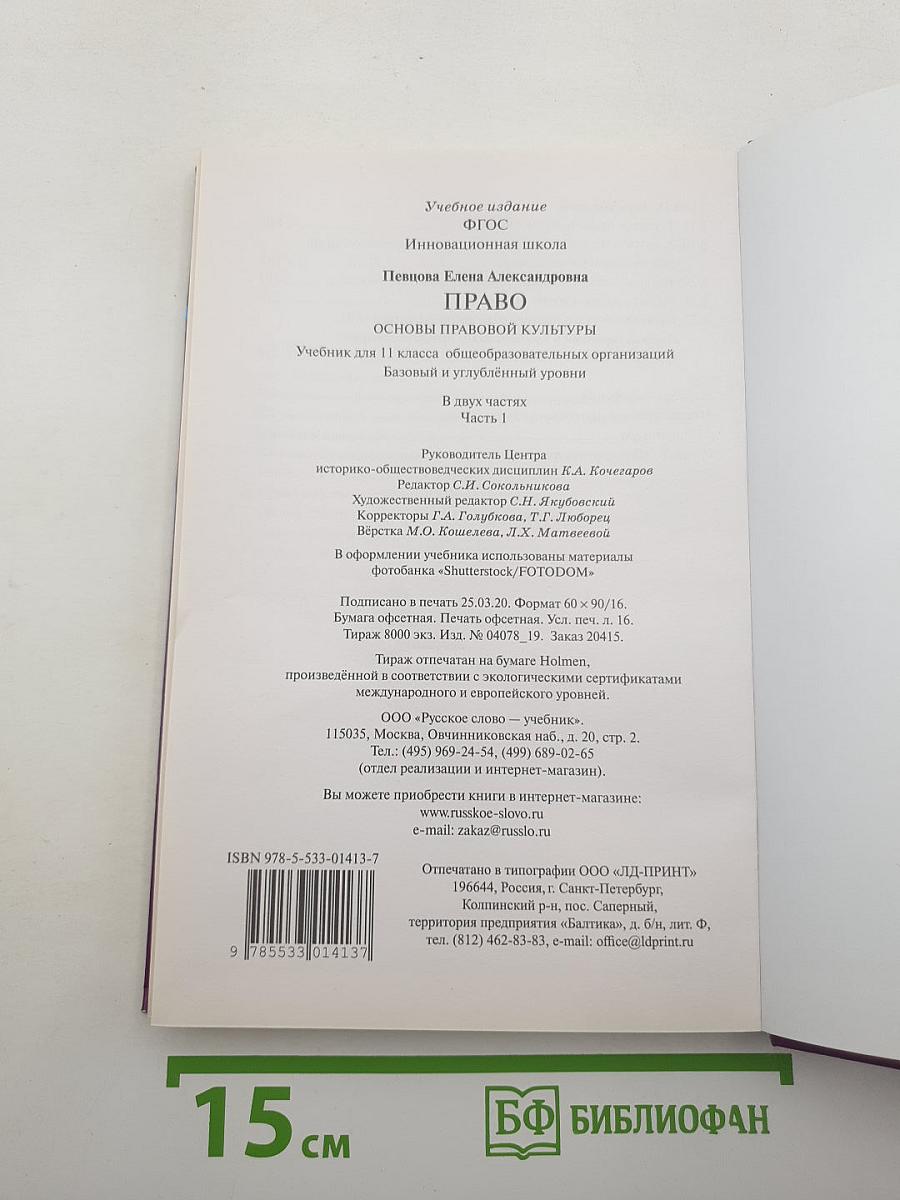 Учебное издание
ФГОС
Инновационная школа
Певцова Елена Александровна
ПРАВО
ОСНОВЫ ПРАВОВОЙ КУЛЬТУРЫ
Учебник для 11 класса общеобразовательных организаций
Базовый и углублённый уровни
В двух частях
Часть 1
Руководитель Центра
историко-обществоведческих дисциплин К.А. Кочегаров
Редактор С.И. Сокольникова
Художественный редактор С.Н. Якубовский
Корректоры Г.А. Голубкова, Т.Г. Люборец
Вёрстка М.О. Кошелева, Л.Х. Матвеевой
В оформлении учебника использованы материалы
фотобанка «Shutterstock/FOTODOM»
Подписано в печать 25.03.20. Формат 60 × 90/16.
Бумага офсетная. Печать офсетная. Усл. печ. л. 16.
Тираж 8000 экз. Изд. № 04078_19. Заказ 20415.
Тираж отпечатан на бумаге Holmen,
произведённой в соответствии с экологическими сертификатами
международного и европейского уровней.
ООО «Русское слово — учебник».
115035, Москва, Овчинниковская наб., д. 20, стр. 2.
Тел.: (495) 969-24-54, (499) 689-02-65
(отдел реализации и интернет-магазин).
Вы можете приобрести книги в интернет-магазине:
www.russkoe-slovo.ru
e-mail: zakaz@russlo.ru
ISBN 978-5-533-01413-7
9 785533 014137
Отпечатано в типографии ООО «ЛД-ПРИНТ»
196644, Россия, г. Санкт-Петербург,
Колпинский р-н, пос. Саперный,
территория предприятия «Балтика», д. б/н, лит. Ф,
тел. (812) 462-83-83, e-mail: office@ldprint.ru
15 см
БФ БИБЛИОФАН